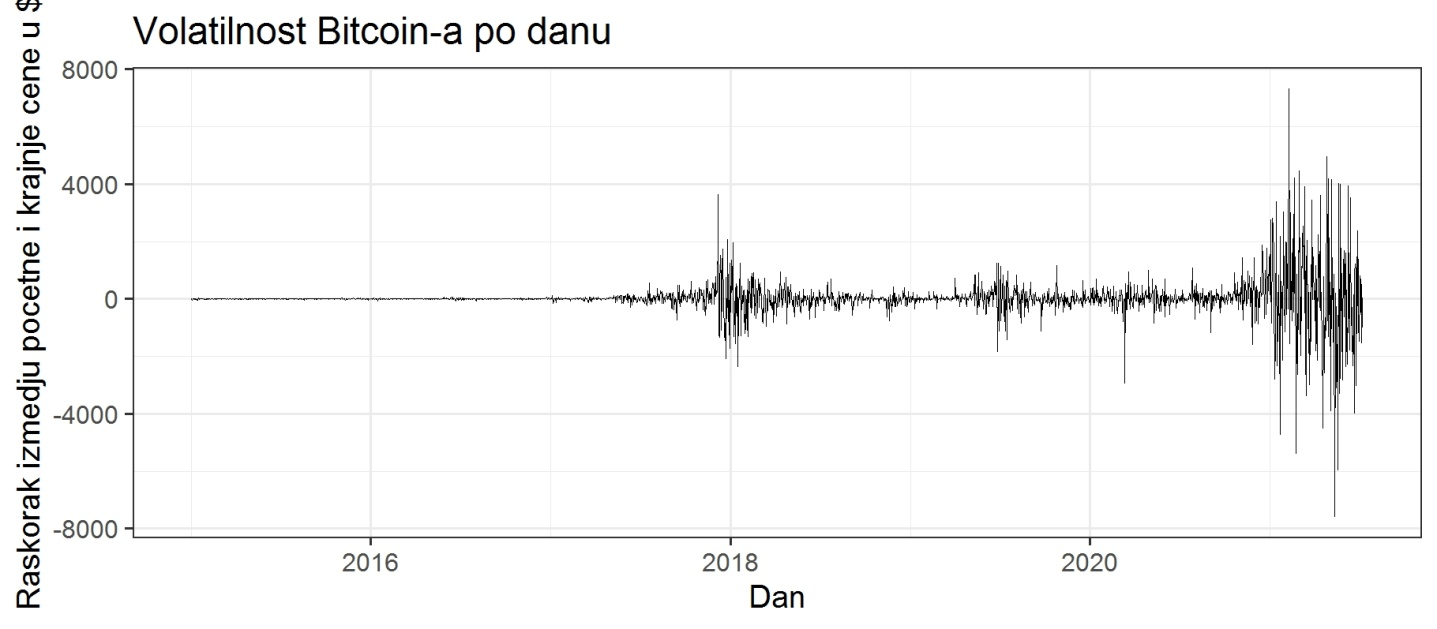 Volatilnost Bitcoin-a po danu
Raskorak izmedju pocetne i krajnje cene u $
8000
4000
0
-4000
-8000
2016
2018
2020
Dan